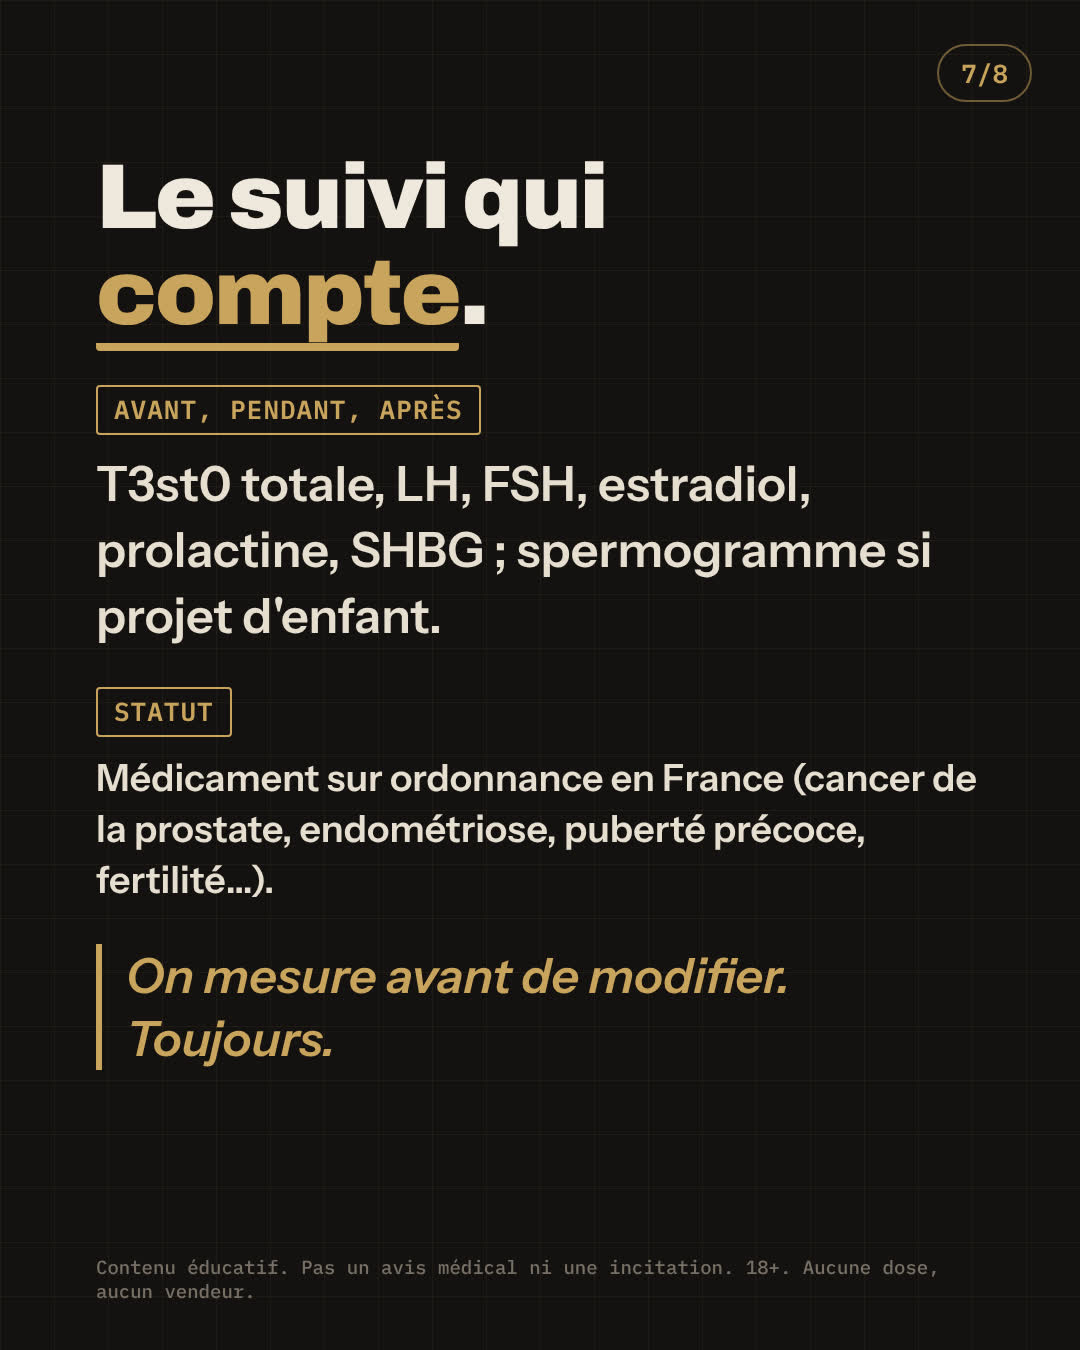 7/8
Le suivi qui
compte.
AVANT, PENDANT, APRÈS
T3st0 totale, LH, FSH, estradiol,
prolactine, SHBG ; spermogramme si
projet d'enfant.
STATUT
Médicament sur ordonnance en France (cancer de
la prostate, endométriose, puberté précoce,
fertilité...).
On mesure avant de modifier.
Toujours.
Contenu éducatif. Pas un avis médical ni une incitation. 18+. Aucune dose,
aucun vendeur.